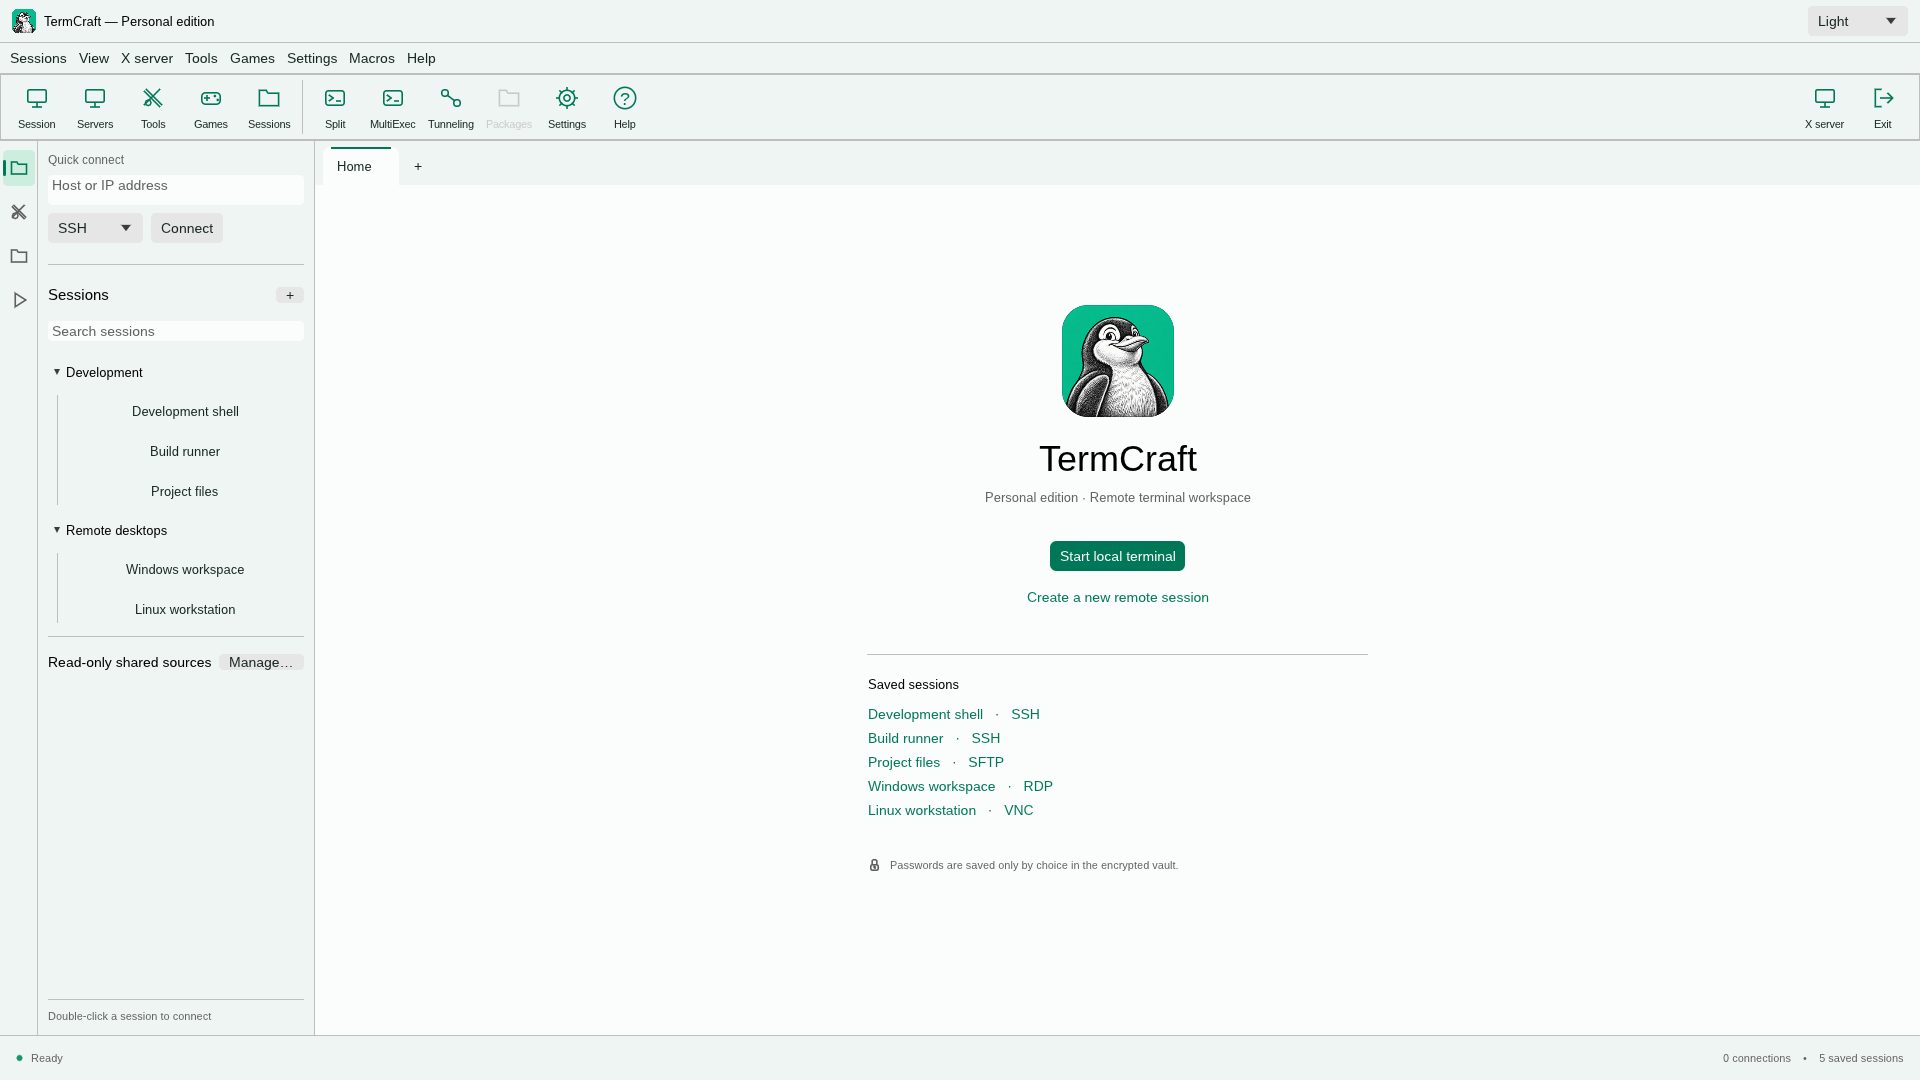 TermCraft — Personal edition
Light
Sessions View X server Tools Games Settings Macros Help
Session Servers Tools Games Sessions Split MultiExec Tunneling Packages Settings Help X server Exit
Quick connect
Host or IP address
SSH Connect
Sessions +
Search sessions
Development
Development shell
Build runner
Project files
Remote desktops
Windows workspace
Linux workstation
Read-only shared sources Manage…
Double-click a session to connect
Home +
TermCraft
Personal edition · Remote terminal workspace
Start local terminal
Create a new remote session
Saved sessions
Development shell · SSH
Build runner · SSH
Project files · SFTP
Windows workspace · RDP
Linux workstation · VNC
Passwords are saved only by choice in the encrypted vault.
Ready
0 connections • 5 saved sessions